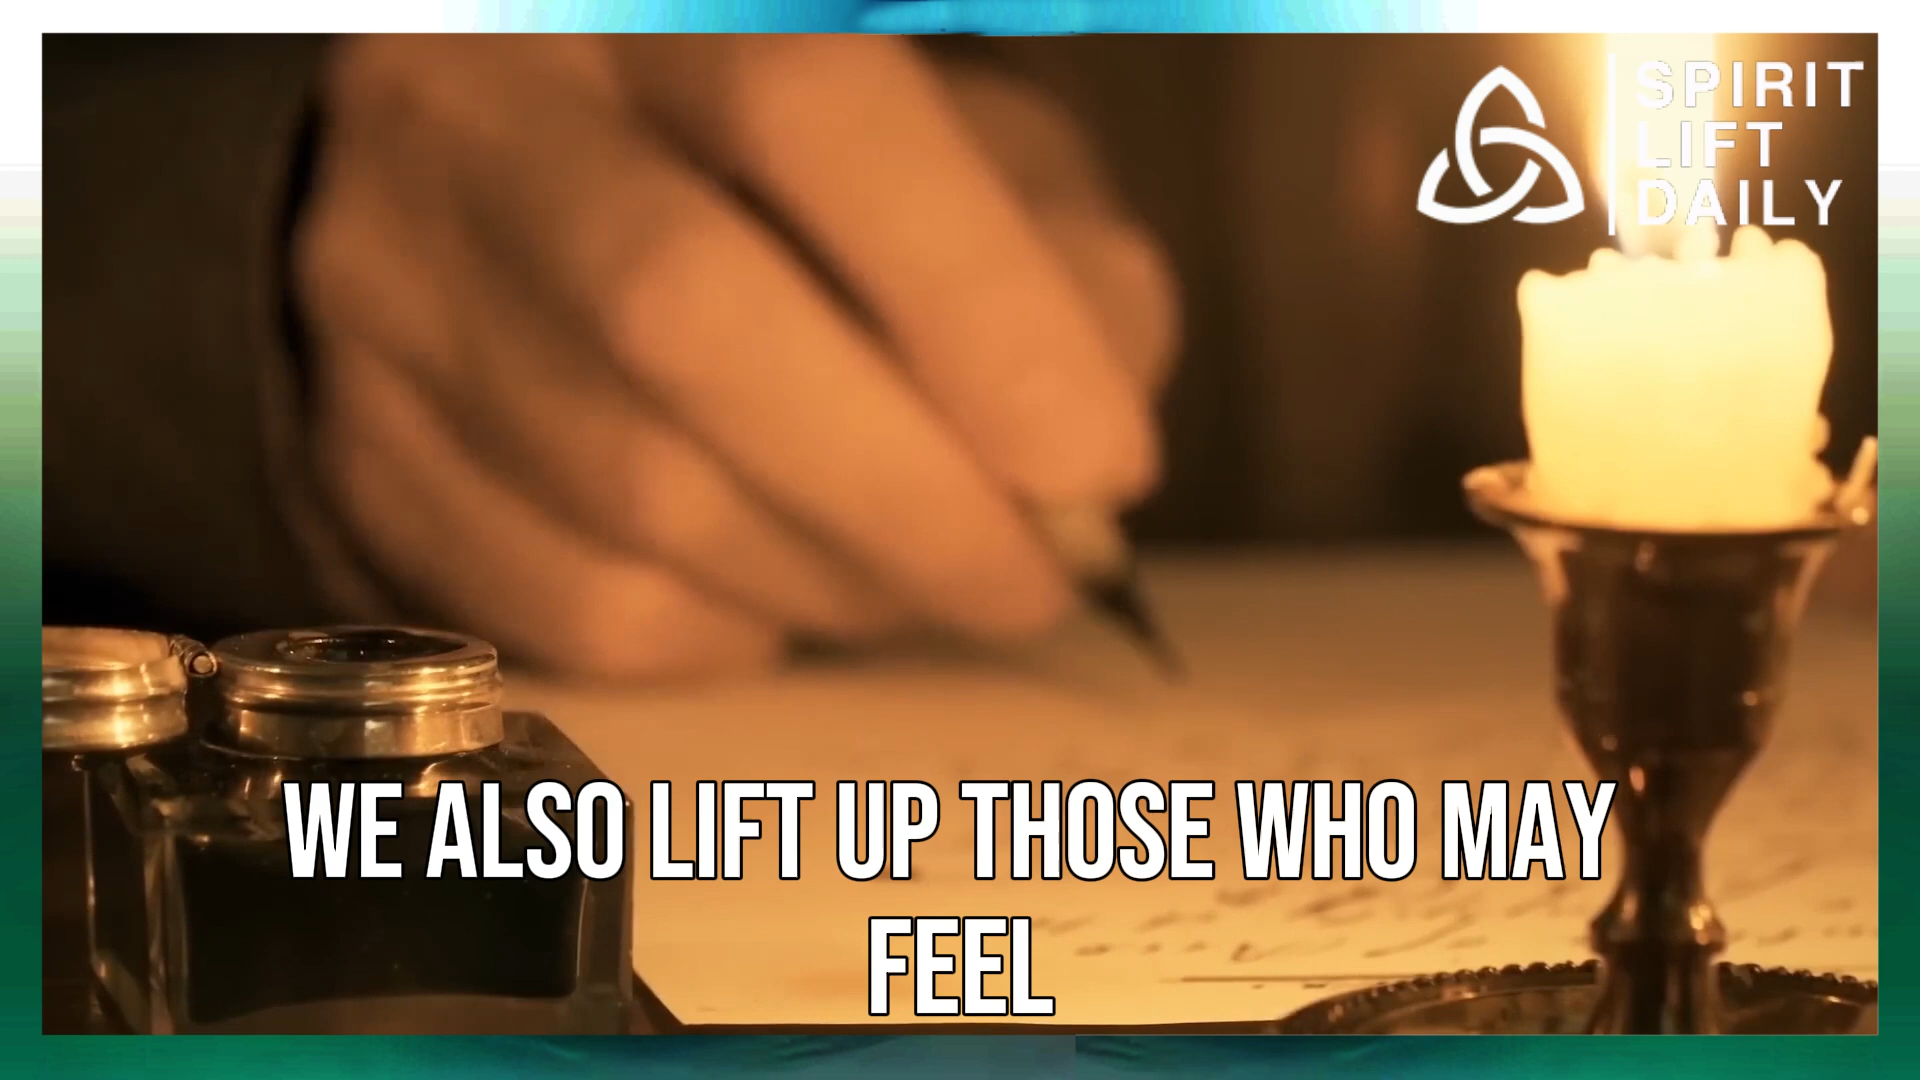 SPIRIT
LIFT
DAILY
WE ALSO LIFT UP THOSE WHO MAY
FEEL